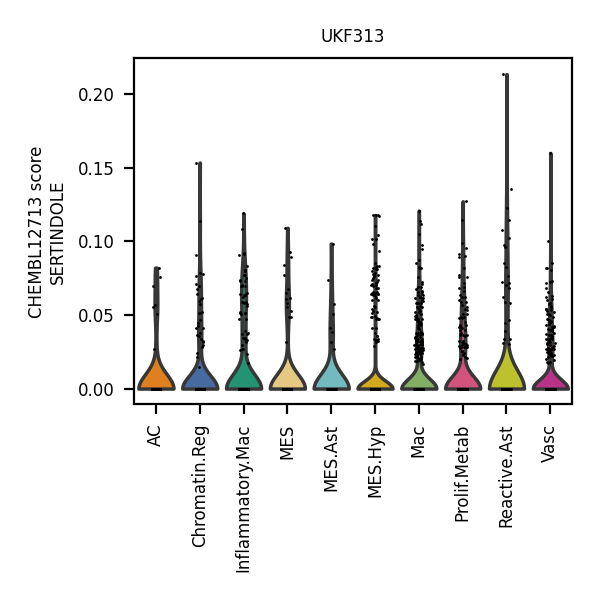 UKF313
CHEMBL12713 score
SERTINDOLE
0.20
0.15
0.10
0.05
0.00
AC
Chromatin.Reg
Inflammatory.Mac
MES
MES.Ast
MES.Hyp
Mac
Prolif.Metab
Reactive.Ast
Vasc